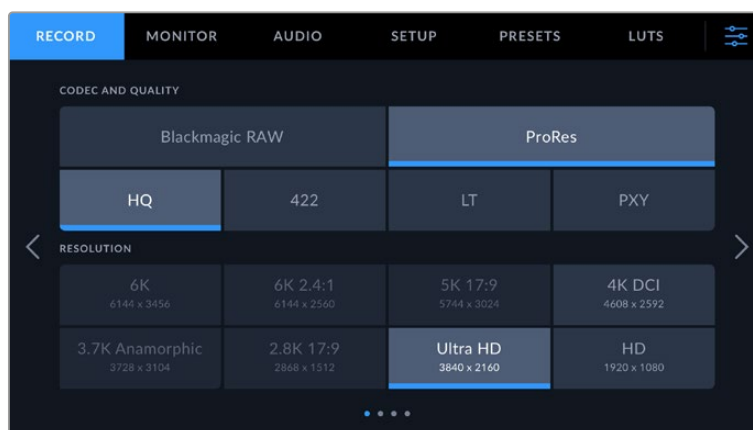 RECORD MONITOR AUDIO SETUP PRESETS LUTS
CODEC AND QUALITY
Blackmagic RAW ProRes
HQ 422 LT PXY
RESOLUTION
6K 6K 2.4:1 5K 17:9 4K DCI
6144 x 3456 6144 x 2560 5744 x 3024 4608 x 2592
3.7K Anamorphic 2.8K 17:9 Ultra HD HD
3728 x 3104 2868 x 1512 3840 x 2160 1920 x 1080